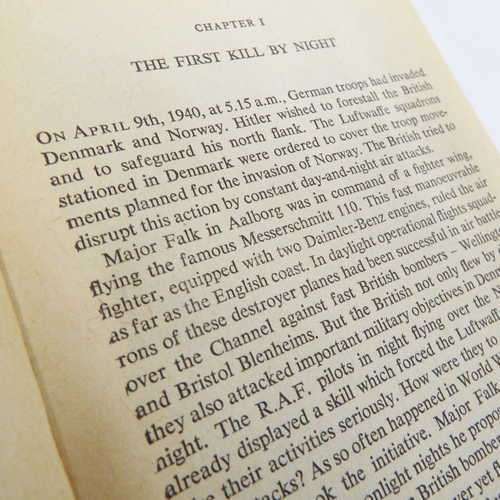 CHAPTER I
THE FIRST KILL BY NIGHT
ON APRIL 9th, 1940, at 5.15 a.m., German troops had invaded
Denmark and Norway. Hitler wished to forestall the British
and to safeguard his north flank. The Luftwaffe squadrons
stationed in Denmark were ordered to cover the troop move-
ments planned for the invasion of Norway. The British tried to
disrupt this action by constant day-and-night air attacks.
Major Falk in Aalborg was in command of a fighter wing,
flying the famous Messerschmitt 110. This fast manoeuvrable
fighter, equipped with two Daimler-Benz engines, ruled the air
as far as the English coast. In daylight operational flights squad-
rons of these destroyer planes had been successful in air
over the Channel against fast British bombers – Wellingto
and Bristol Blenheims. But the British not only flew by
they also attacked important military objectives in Den
night. The R.A.F. pilots in night flying over the
already displayed a skill which forced the Luftwaffe
their activities seriously. How were they to
attacks? As so often happened in World
the initiative. Major Falk
nights he
British bomber